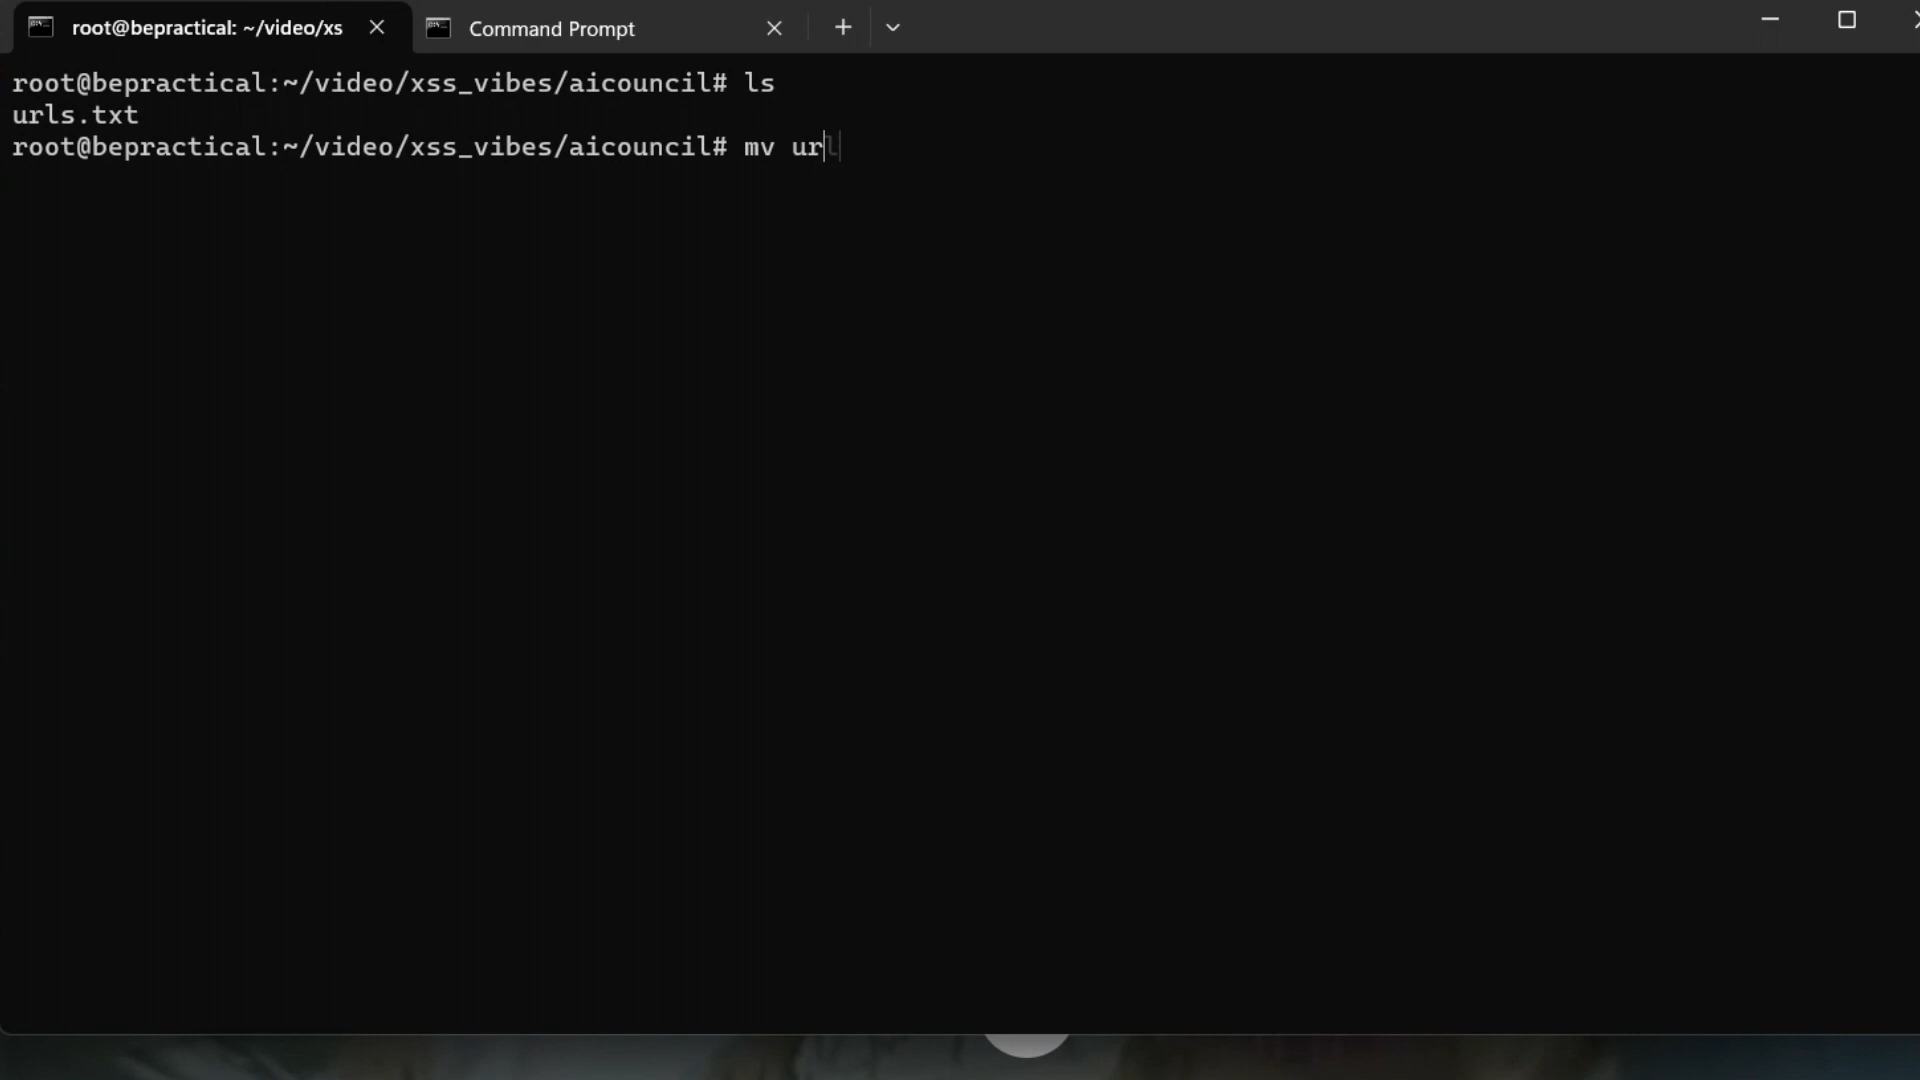 root@bepractical: ~/video/xs
Command Prompt
root@bepractical:~/video/xss_vibes/aicouncil# ls
urls.txt
root@bepractical:~/video/xss_vibes/aicouncil# mv url